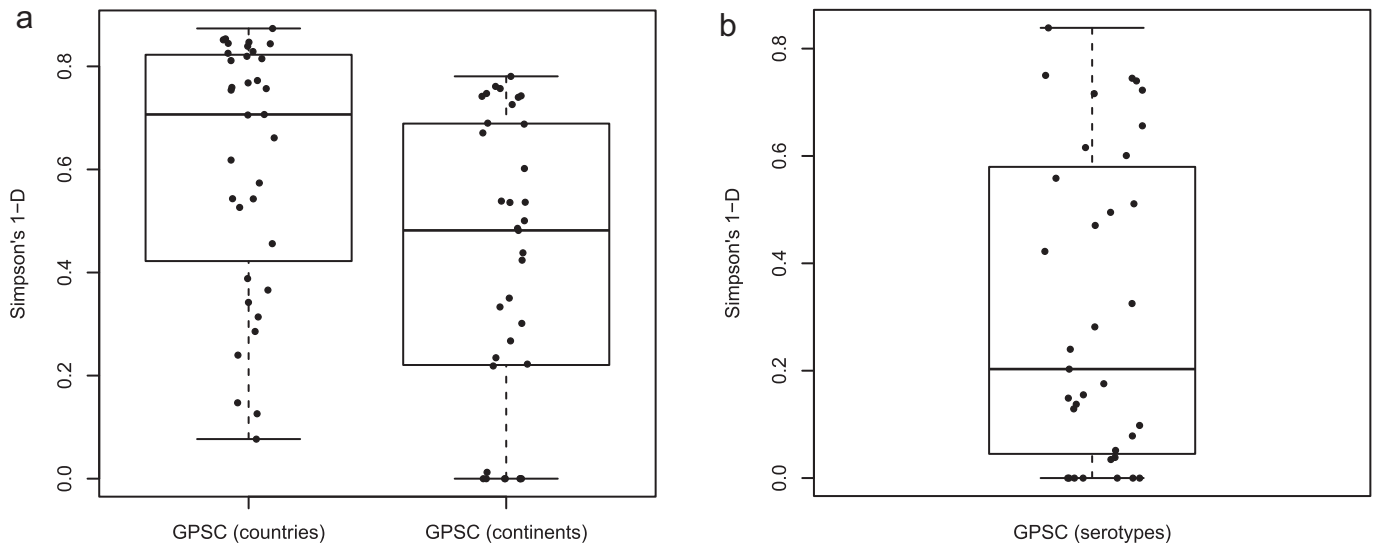 a
Simpson's 1−D
0.8
0.6
0.4
0.2
0.0
GPSC (countries)
GPSC (continents)
b
Simpson's 1−D
0.8
0.6
0.4
0.2
0.0
GPSC (serotypes)